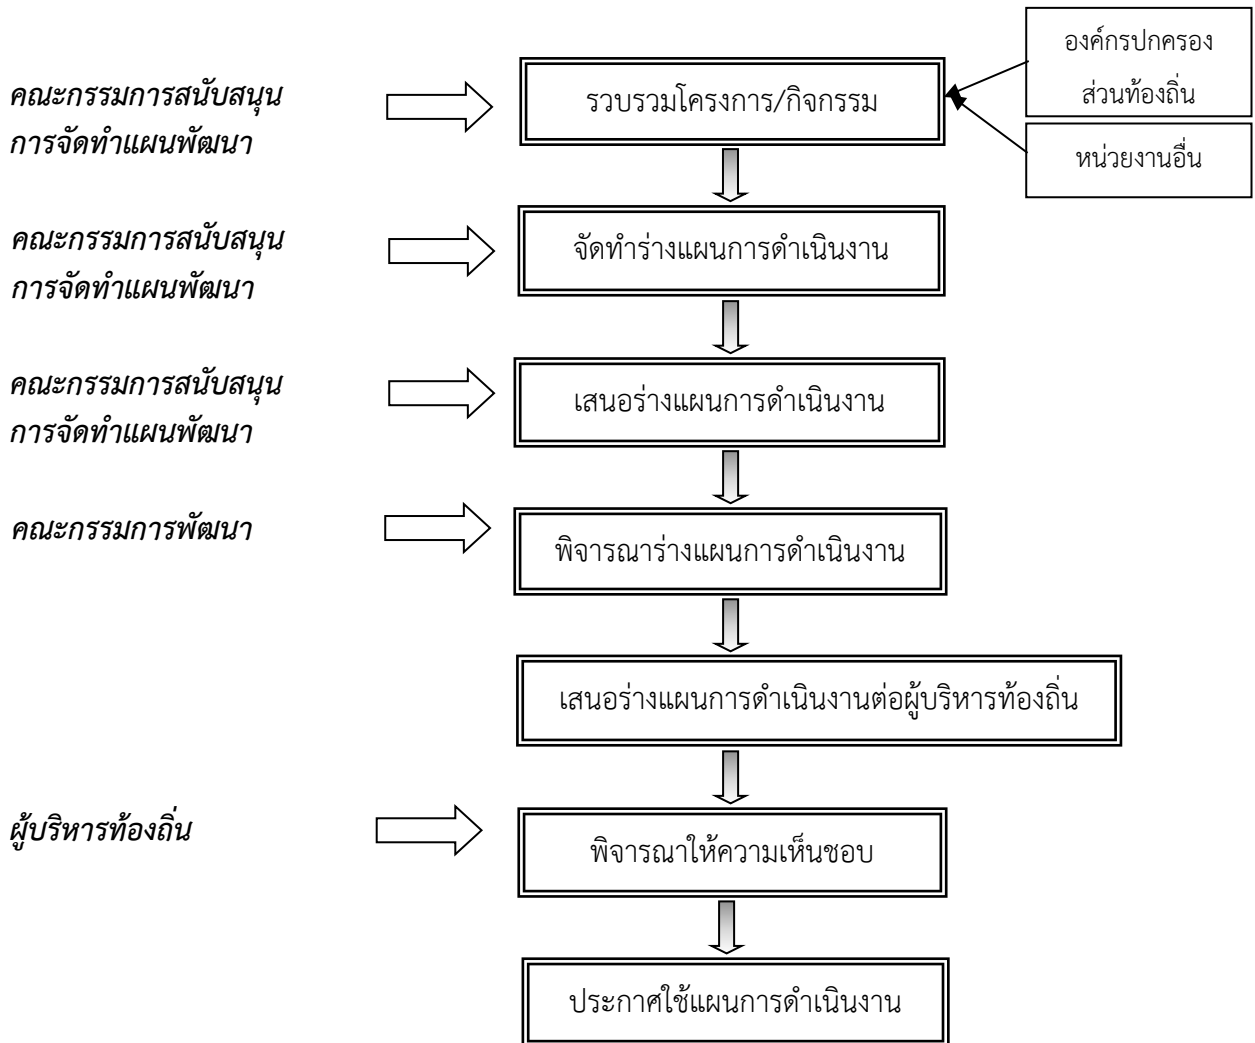 องค์กรปกครอง
ส่วนท้องถิ่น
คณะกรรมการสนับสนุน
การจัดทำแผนพัฒนา
รวบรวมโครงการ/กิจกรรม
หน่วยงานอื่น
คณะกรรมการสนับสนุน
การจัดทำแผนพัฒนา
จัดทำร่างแผนการดำเนินงาน
คณะกรรมการสนับสนุน
การจัดทำแผนพัฒนา
เสนอร่างแผนการดำเนินงาน
คณะกรรมการพัฒนา
พิจารณาร่างแผนการดำเนินงาน
เสนอร่างแผนการดำเนินงานต่อผู้บริหารท้องถิ่น
ผู้บริหารท้องถิ่น
พิจารณาให้ความเห็นชอบ
ประกาศใช้แผนการดำเนินงาน